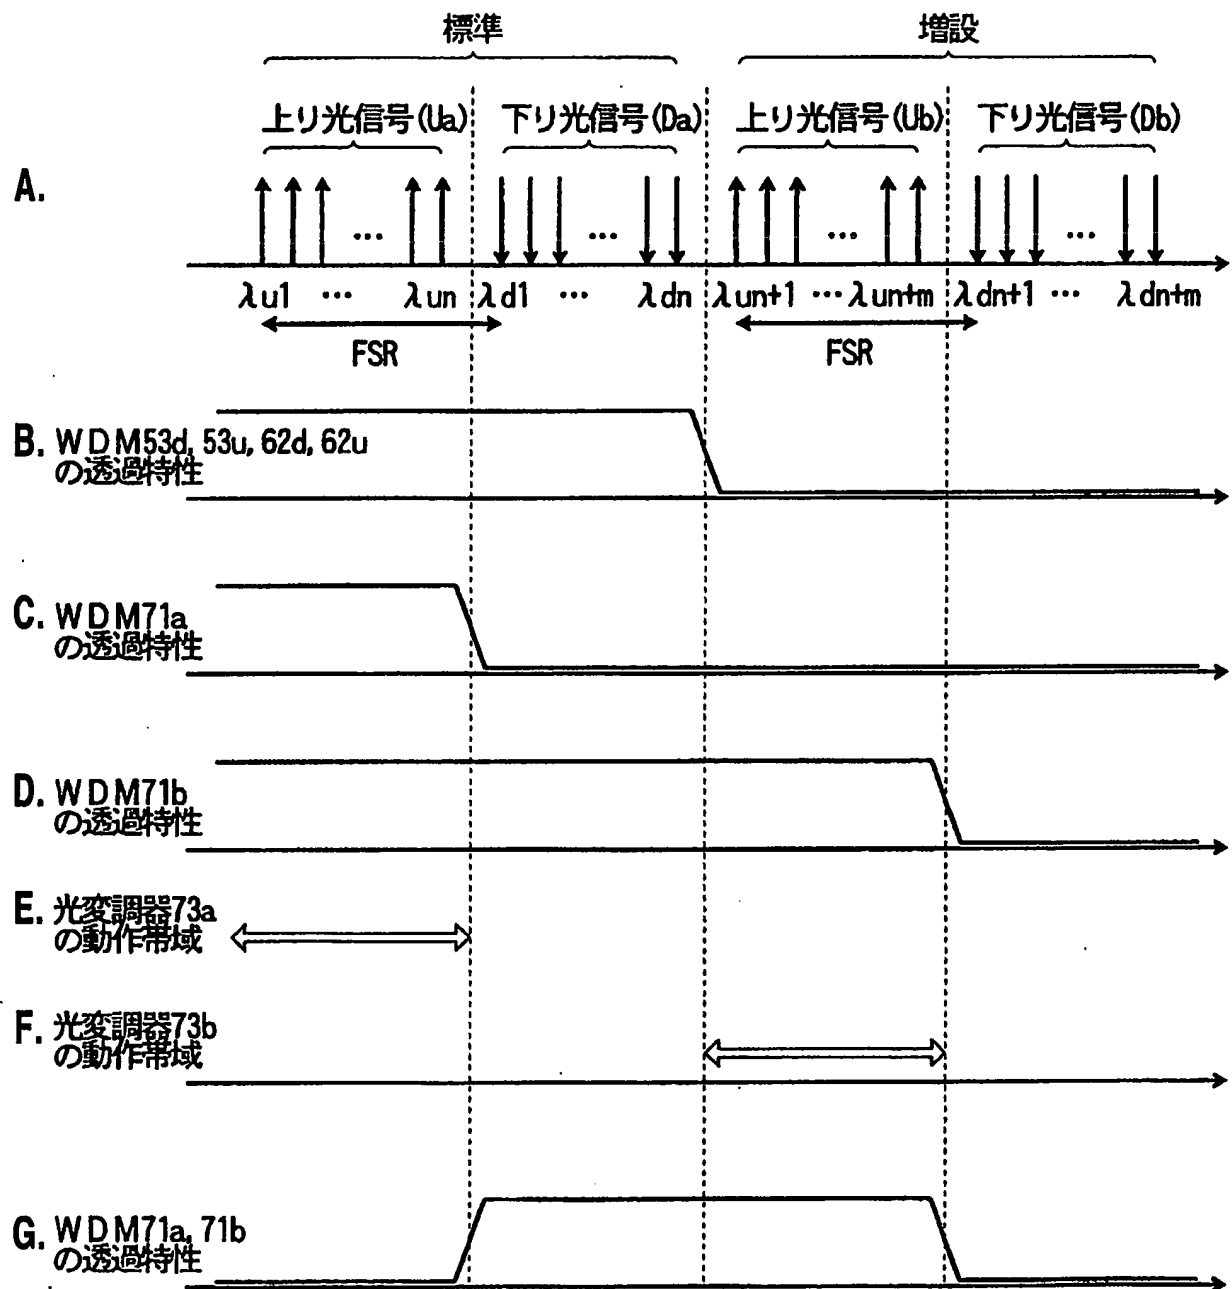 標準 増設
上り光信号(Ua) 下り光信号(Da) 上り光信号(Ub) 下り光信号(Db)
A.
... ... ... ...
λu1 ... λun λd1 ... λdn λun+1 ... λun+m λdn+1 ... λdn+m
FSR FSR
B. WDM53d, 53u, 62d, 62u
の透過特性
C. WDM71a
の透過特性
D. WDM71b
の透過特性
E. 光変調器73a
の動作帯域
F. 光変調器73b
の動作帯域
G. WDM71a, 71b
の透過特性